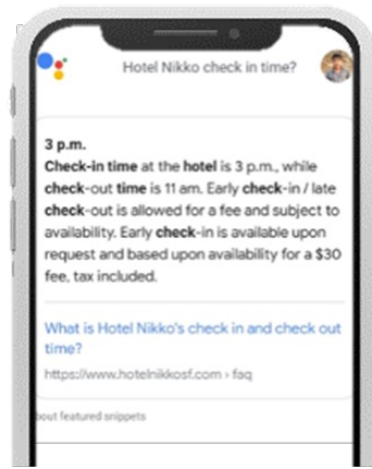 Hotel Nikko check in time?
3 p.m.
Check-in time at the hotel is 3 p.m., while
check-out time is 11 am. Early check-in / late
check-out is allowed for a fee and subject to
availability. Early check-in is available upon
request and based upon availability for a $30
fee, tax included.
What is Hotel Nikko's check in and check out
time?
https://www.hotelnikkosf.com › faq
bout featured snippets